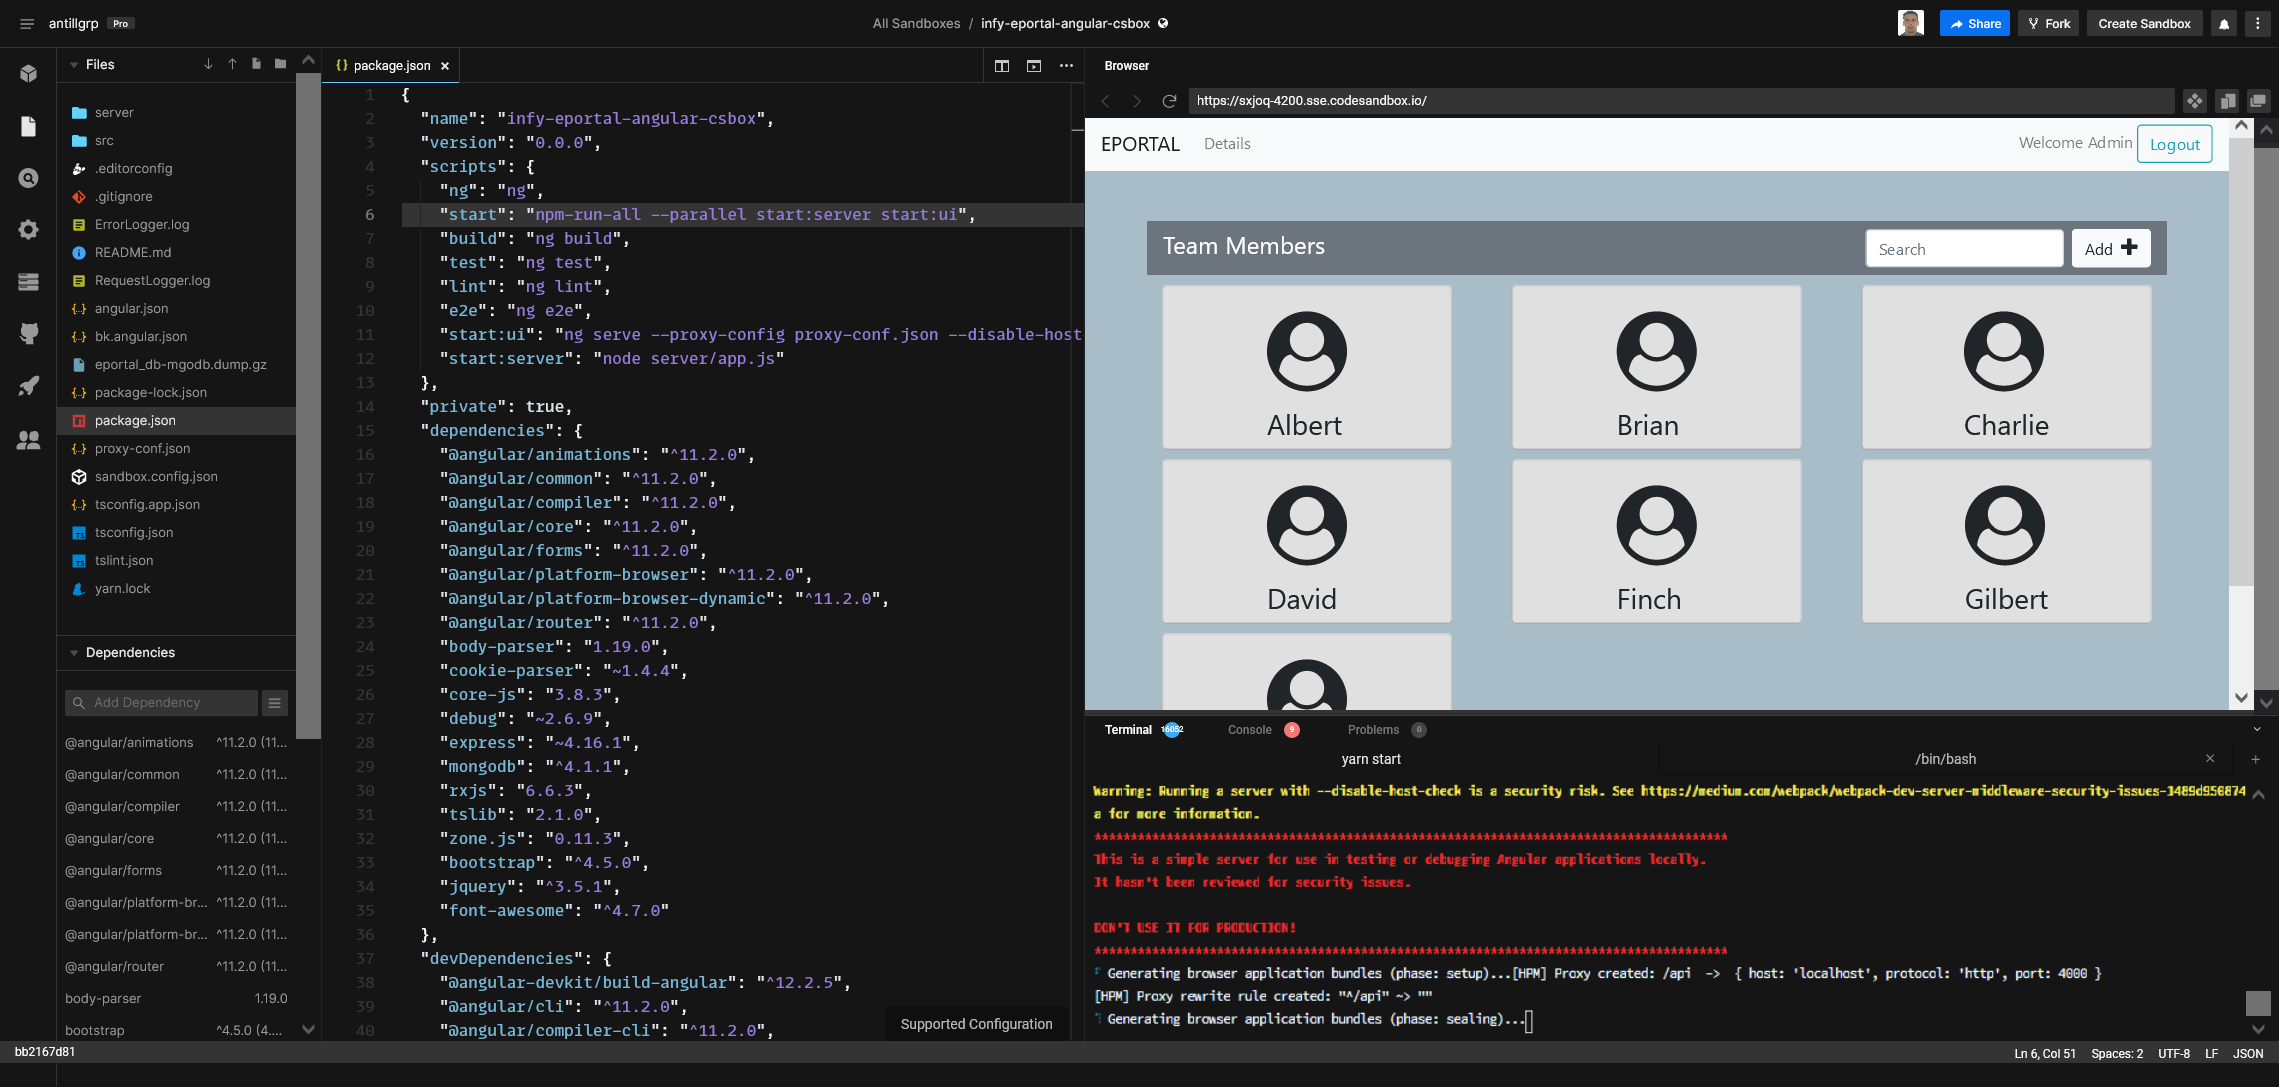 antillgrp Pro
All Sandboxes / infy-eportal-angular-csbox
Share
Fork
Create Sandbox
Files
server
src
.editorconfig
.gitignore
ErrorLogger.log
README.md
RequestLogger.log
angular.json
bk.angular.json
eportal_db-mgodb.dump.gz
package-lock.json
package.json
proxy-conf.json
sandbox.config.json
tsconfig.app.json
tsconfig.json
tslint.json
yarn.lock
Dependencies
Add Dependency
@angular/animations ^11.2.0 (11...
@angular/common ^11.2.0 (11...
@angular/compiler ^11.2.0 (11...
@angular/core ^11.2.0 (11...
@angular/forms ^11.2.0 (11...
@angular/platform-br... ^11.2.0 (11...
@angular/platform-br... ^11.2.0 (11...
@angular/router ^11.2.0 (11...
body-parser 1.19.0
bootstrap ^4.5.0 (4....
package.json
1 {
2 "name": "infy-eportal-angular-csbox",
3 "version": "0.0.0",
4 "scripts": {
5 "ng": "ng",
6 "start": "npm-run-all --parallel start:server start:ui",
7 "build": "ng build",
8 "test": "ng test",
9 "lint": "ng lint",
10 "e2e": "ng e2e",
11 "start:ui": "ng serve --proxy-config proxy-conf.json --disable-host
12 "start:server": "node server/app.js"
13 },
14 "private": true,
15 "dependencies": {
16 "@angular/animations": "^11.2.0",
17 "@angular/common": "^11.2.0",
18 "@angular/compiler": "^11.2.0",
19 "@angular/core": "^11.2.0",
20 "@angular/forms": "^11.2.0",
21 "@angular/platform-browser": "^11.2.0",
22 "@angular/platform-browser-dynamic": "^11.2.0",
23 "@angular/router": "^11.2.0",
24 "body-parser": "1.19.0",
25 "cookie-parser": "~1.4.4",
26 "core-js": "3.8.3",
27 "debug": "~2.6.9",
28 "express": "~4.16.1",
29 "mongodb": "^4.1.1",
30 "rxjs": "6.6.3",
31 "tslib": "2.1.0",
32 "zone.js": "0.11.3",
33 "bootstrap": "^4.5.0",
34 "jquery": "^3.5.1",
35 "font-awesome": "^4.7.0"
36 },
37 "devDependencies": {
38 "@angular-devkit/build-angular": "^12.2.5",
39 "@angular/cli": "^11.2.0",
40 "@angular/compiler-cli": "^11.2.0",
Supported Configuration
Browser
https://sxjoq-4200.sse.codesandbox.io/
EPORTAL Details Welcome Admin Logout
Team Members Search Add
Albert Brian Charlie
David Finch Gilbert
Terminal 16052 Console 9 Problems 0
yarn start /bin/bash
Warning: Running a server with --disable-host-check is a security risk. See https://medium.com/webpack/webpack-dev-server-middleware-security-issues-1489d950874
a for more information.
****************************************************************************************
This is a simple server for use in testing or debugging Angular applications locally.
It hasn't been reviewed for security issues.
DON'T USE IT FOR PRODUCTION!
****************************************************************************************
Generating browser application bundles (phase: setup)...[HPM] Proxy created: /api -> { host: 'localhost', protocol: 'http', port: 4000 }
[HPM] Proxy rewrite rule created: "^/api" ~> ""
Generating browser application bundles (phase: sealing)...
bb2167d81
Ln 6, Col 51 Spaces: 2 UTF-8 LF JSON